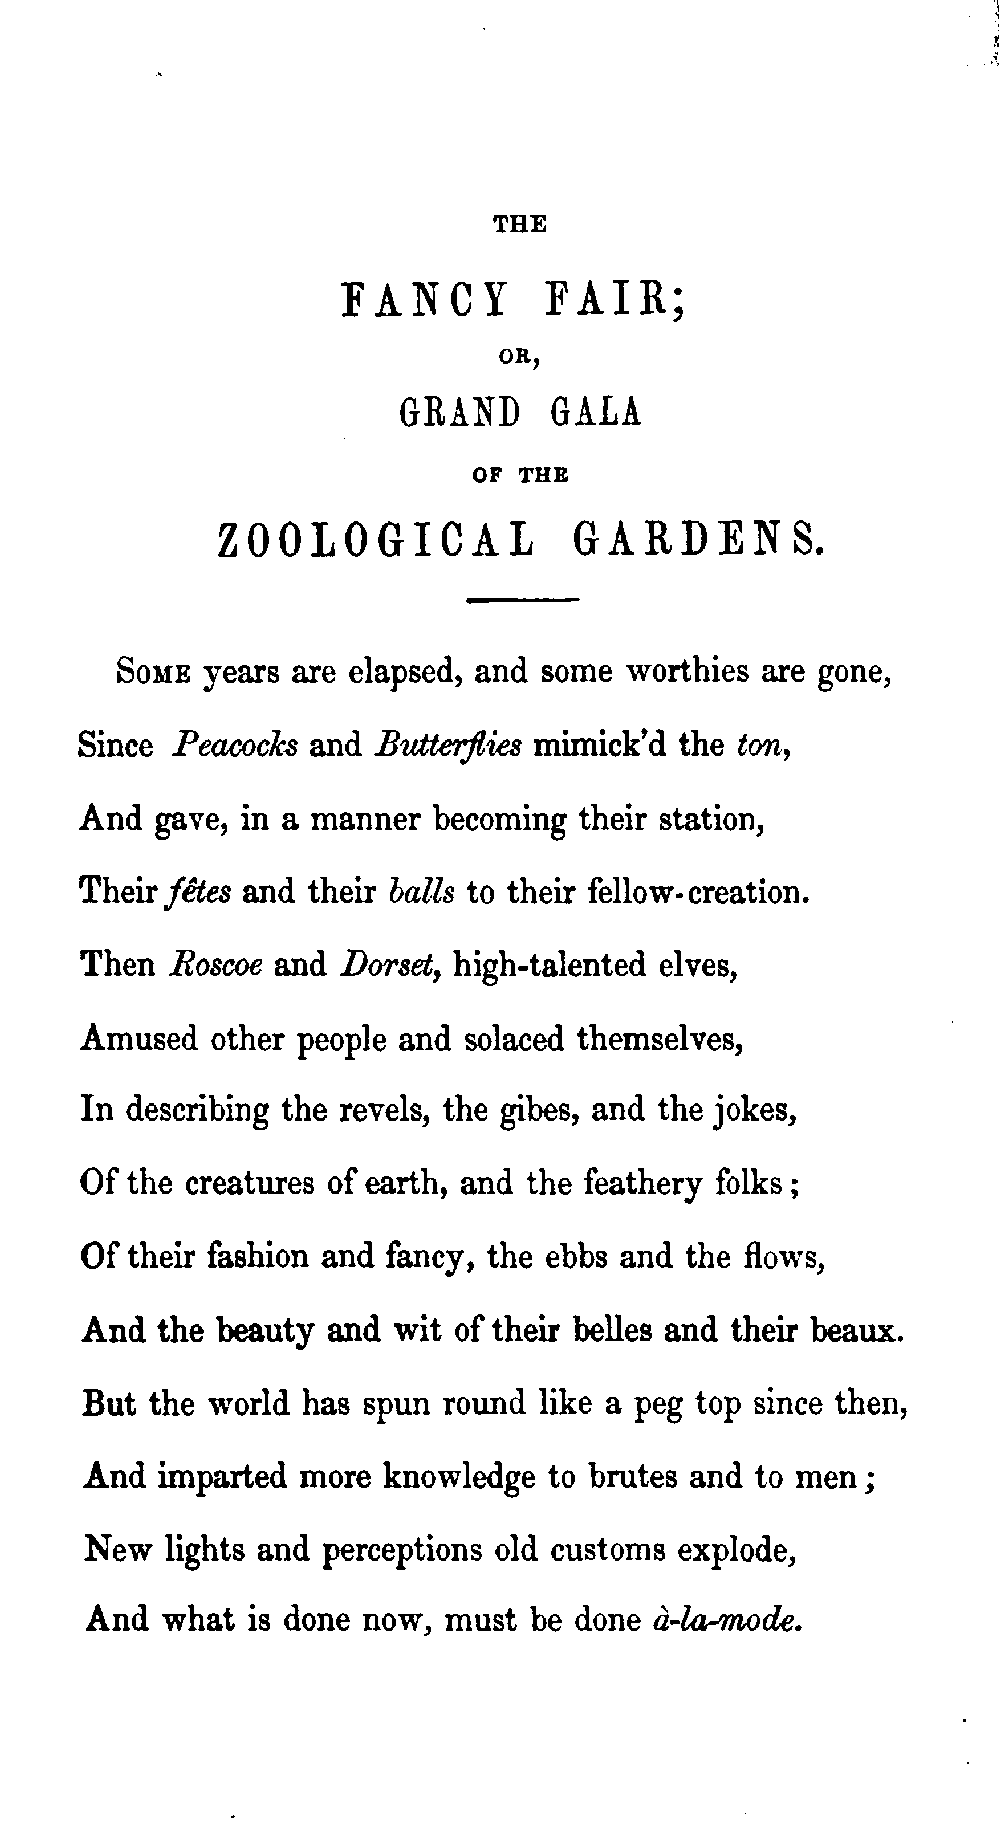 THE
FANCY FAIR;
OR,
GRAND GALA
OF THE
ZOOLOGICAL GARDENS.
SOME years are elapsed, and some worthies are gone,
Since Peacocks and Butterflies mimick'd the ton,
And gave, in a manner becoming their station,
Their fêtes and their balls to their fellow-creation.
Then Roscoe and Dorset, high-talented elves,
Amused other people and solaced themselves,
In describing the revels, the gibes, and the jokes,
Of the creatures of earth, and the feathery folks;
Of their fashion and fancy, the ebbs and the flows,
And the beauty and wit of their belles and their beaux.
But the world has spun round like a peg top since then,
And imparted more knowledge to brutes and to men;
New lights and perceptions old customs explode,
And what is done now, must be done à-la-mode.